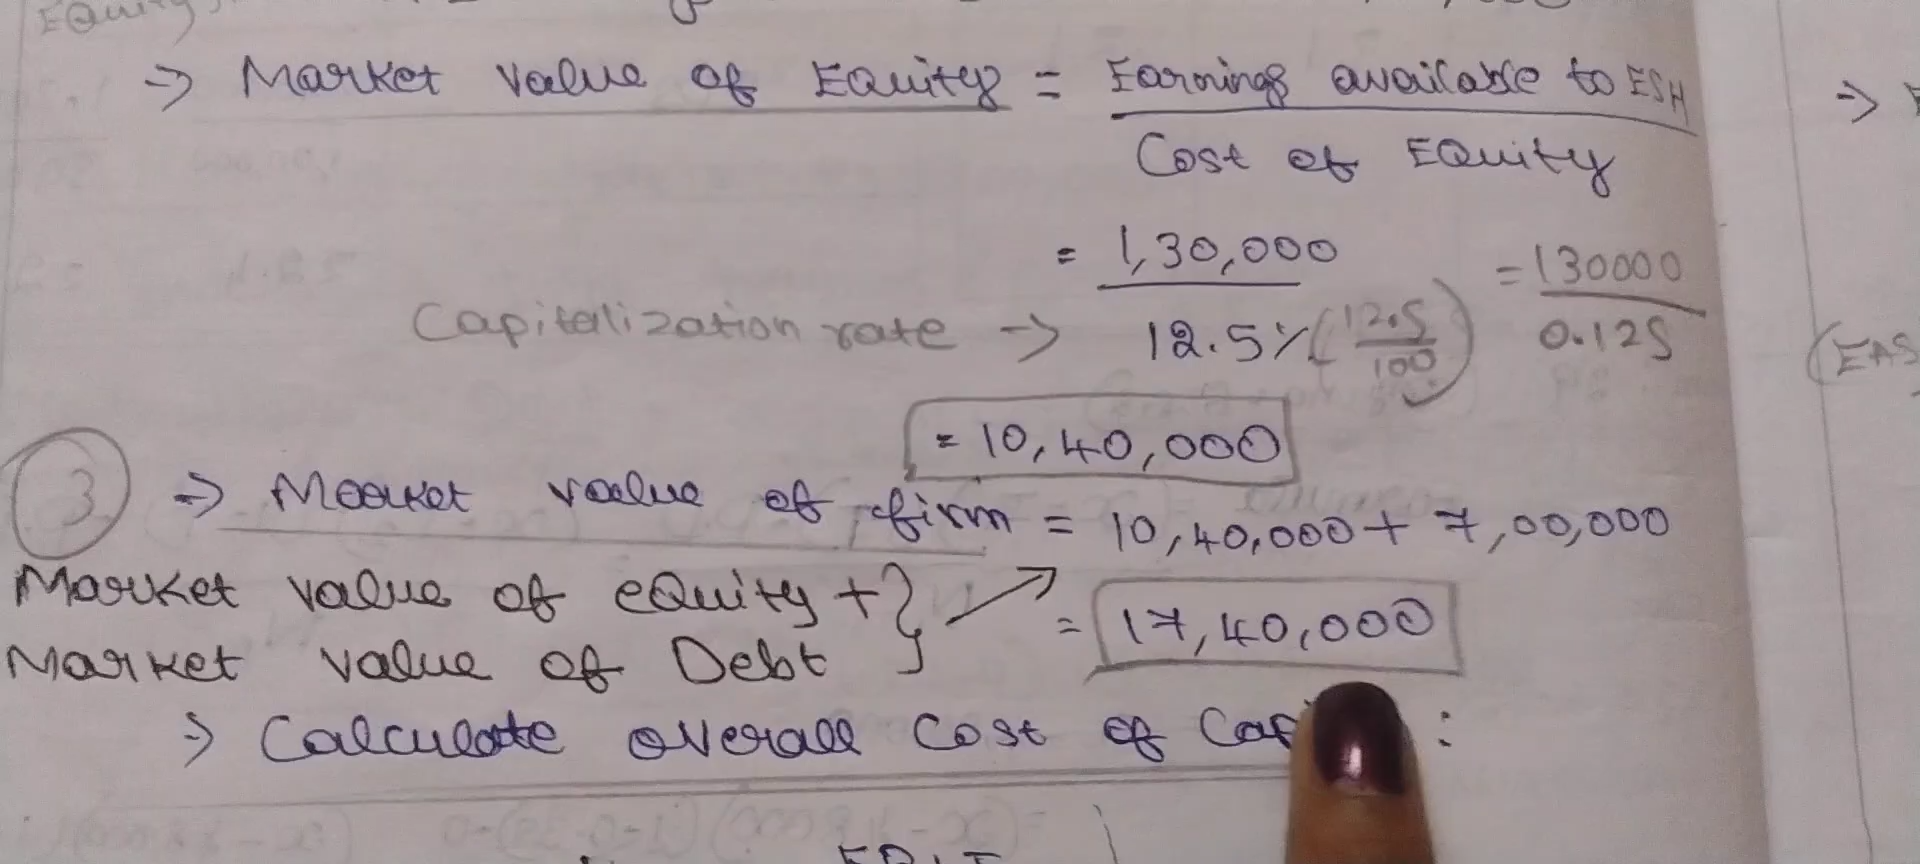 Equity
⇒ Market Value of Equity = Earnings available to ESH
Cost of Equity
= 1,30,000
= 130000
Capitalization rate → 12.5% (12.5
100)
0.125
= 10,40,000
(3) ⇒ Market value of firm = 10,40,000 + 7,00,000
Market value of equity +}
Market value of Debt }
= 17,40,000
⇒ Calculate overall Cost of :
⇒
(EAS